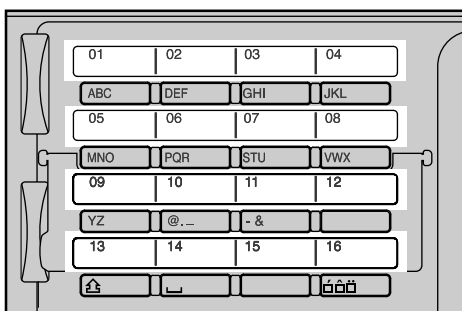 01 02 03 04
ABC DEF GHI JKL
05 06 07 08
MNO PQR STU VWX
09 10 11 12
YZ @._ - &
13 14 15 16
óôö